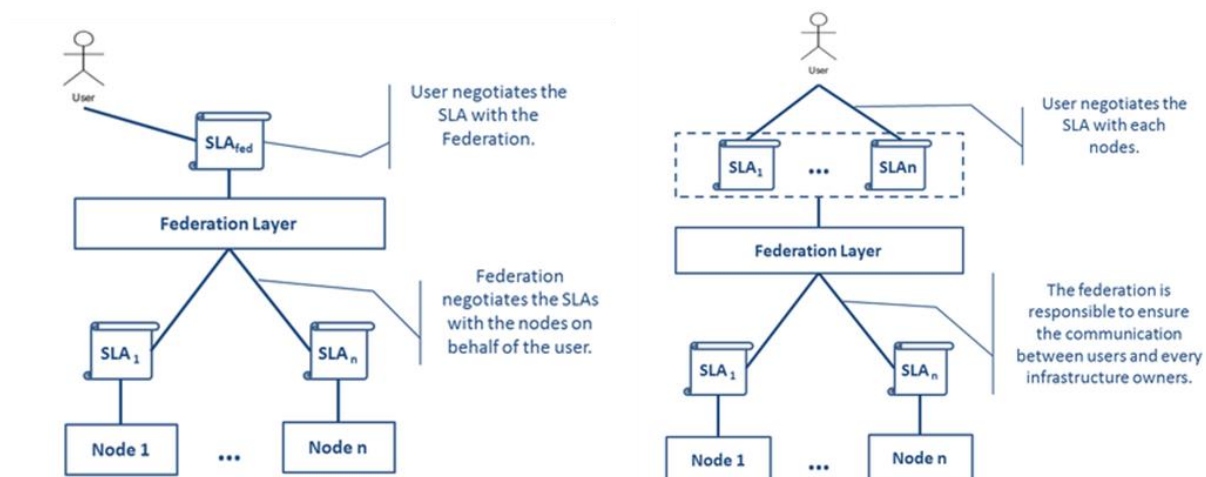 User
SLAfed
User negotiates the
SLA with the
Federation.
Federation Layer
Federation
negotiates the SLAs
with the nodes on
behalf of the user.
SLA1
SLAn
Node 1
...
Node n
User
User negotiates the
SLA with each
nodes.
SLA1
...
SLAn
Federation Layer
The federation is
responsible to ensure
the communication
between users and every
infrastructure owners.
SLA1
SLAn
Node 1
...
Node n